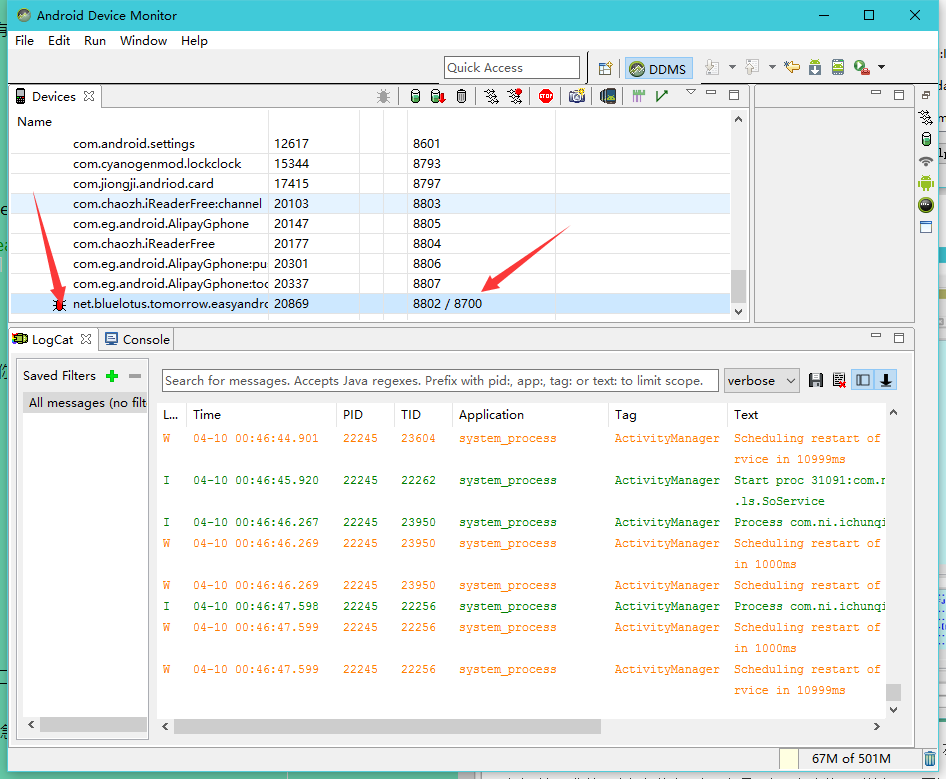 Android Device Monitor
File Edit Run Window Help
Quick Access
DDMS
Devices
Name
com.android.settings 12617 8601
com.cyanogenmod.lockclock 15344 8793
com.jiongji.andriod.card 17415 8797
com.chaozh.iReaderFree:channel 20103 8803
com.eg.android.AlipayGphone 20147 8805
com.chaozh.iReaderFree 20177 8804
com.eg.android.AlipayGphone:pu 20301 8806
com.eg.android.AlipayGphone:toc 20337 8807
net.bluelotus.tomorrow.easyandrc 20869 8802 / 8700
LogCat Console
Saved Filters
All messages (no filt
Search for messages. Accepts Java regexes. Prefix with pid:, app:, tag: or text: to limit scope. verbose
L... Time PID TID Application Tag Text
W 04-10 00:46:44.901 22245 23604 system_process ActivityManager Scheduling restart of
rvice in 10999ms
I 04-10 00:46:45.920 22245 22262 system_process ActivityManager Start proc 31091:com.n
.ls.SoService
I 04-10 00:46:46.267 22245 23950 system_process ActivityManager Process com.ni.ichunqi
W 04-10 00:46:46.269 22245 23950 system_process ActivityManager Scheduling restart of
in 1000ms
W 04-10 00:46:46.269 22245 23950 system_process ActivityManager Scheduling restart of
I 04-10 00:46:47.598 22245 22256 system_process ActivityManager Process com.ni.ichunqi
W 04-10 00:46:47.599 22245 22256 system_process ActivityManager Scheduling restart of
in 1000ms
W 04-10 00:46:47.599 22245 22256 system_process ActivityManager Scheduling restart of
rvice in 10999ms
67M of 501M